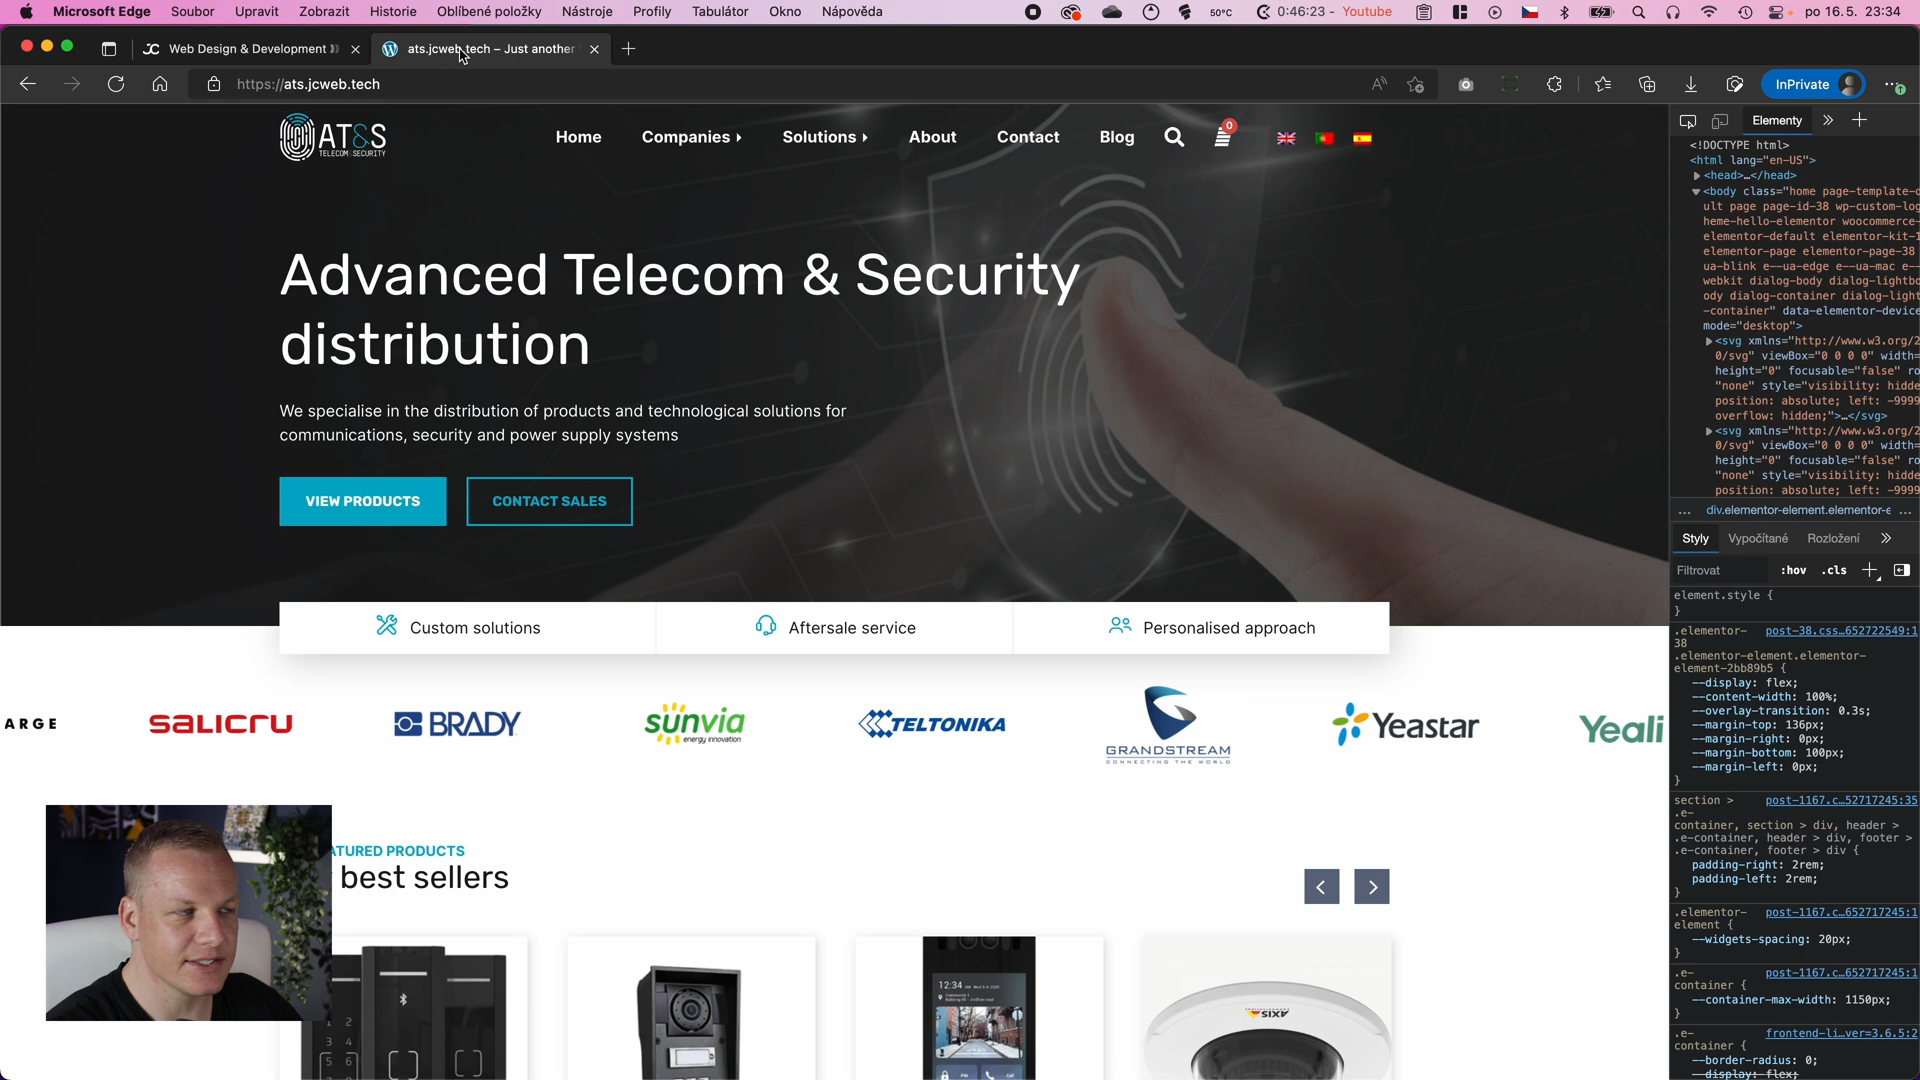 Microsoft Edge Soubor Upravit Zobrazit Historie Oblíbené položky Nástroje Profily Tabulátor Okno Nápověda 50°C 0:46:23 - Youtube po 16. 5. 23:34
JC Web Design & Development
ats.jcweb.tech – Just another
https://ats.jcweb.tech
InPrivate
AT&S
TELECOM&SECURITY
Home Companies Solutions About Contact Blog 0
Advanced Telecom & Security
distribution
We specialise in the distribution of products and technological solutions for
communications, security and power supply systems
VIEW PRODUCTS CONTACT SALES
Custom solutions Aftersale service Personalised approach
ARGE
SALICRU
BRADY
sunvia
energy innovation
TELTONIKA
GRANDSTREAM
CONNECTING THE WORLD
Yeastar
Yeali
ATURED PRODUCTS
best sellers
12:34
AXIS
1 2
3 4
5 6
Elementy
<!DOCTYPE html>
<html lang="en-US">
<head>…</head>
<body class="home page-template-d
ult page page-id-38 wp-custom-log
heme-hello-elementor woocommerce-
elementor-default elementor-kit-1
elementor-page elementor-page-38
ua-blink e--ua-edge e--ua-mac e--
webkit dialog-body dialog-lightbo
ody dialog-container dialog-light
-container" data-elementor-device
mode="desktop">
<svg xmlns="http://www.w3.org/2
0/svg" viewBox="0 0 0 0" width=
height="0" focusable="false" ro
"none" style="visibility: hidde
position: absolute; left: -9999
overflow: hidden;">…</svg>
<svg xmlns="http://www.w3.org/2
0/svg" viewBox="0 0 0 0" width=
height="0" focusable="false" ro
"none" style="visibility: hidde
position: absolute; left: -9999
… div.elementor-element.elementor-e …
Styly Vypočítané Rozložení
Filtrovat :hov .cls
element.style {
}
.elementor- post-38.css…652722549:1
38
.elementor-element.elementor-
element-2bb89b5 {
--display: flex;
--content-width: 100%;
--overlay-transition: 0.3s;
--margin-top: 136px;
--margin-right: 0px;
--margin-bottom: 100px;
--margin-left: 0px;
}
section > post-1167.c…52717245:35
.e-
container, section > div, header >
.e-container, header > div, footer >
.e-container, footer > div {
padding-right: 2rem;
padding-left: 2rem;
}
.elementor- post-1167.c…652717245:1
element {
--widgets-spacing: 20px;
}
.e- post-1167.c…652717245:1
container {
--container-max-width: 1150px;
}
.e- frontend-li…ver=3.6.5:2
container {
--border-radius: 0;
--display: flex;